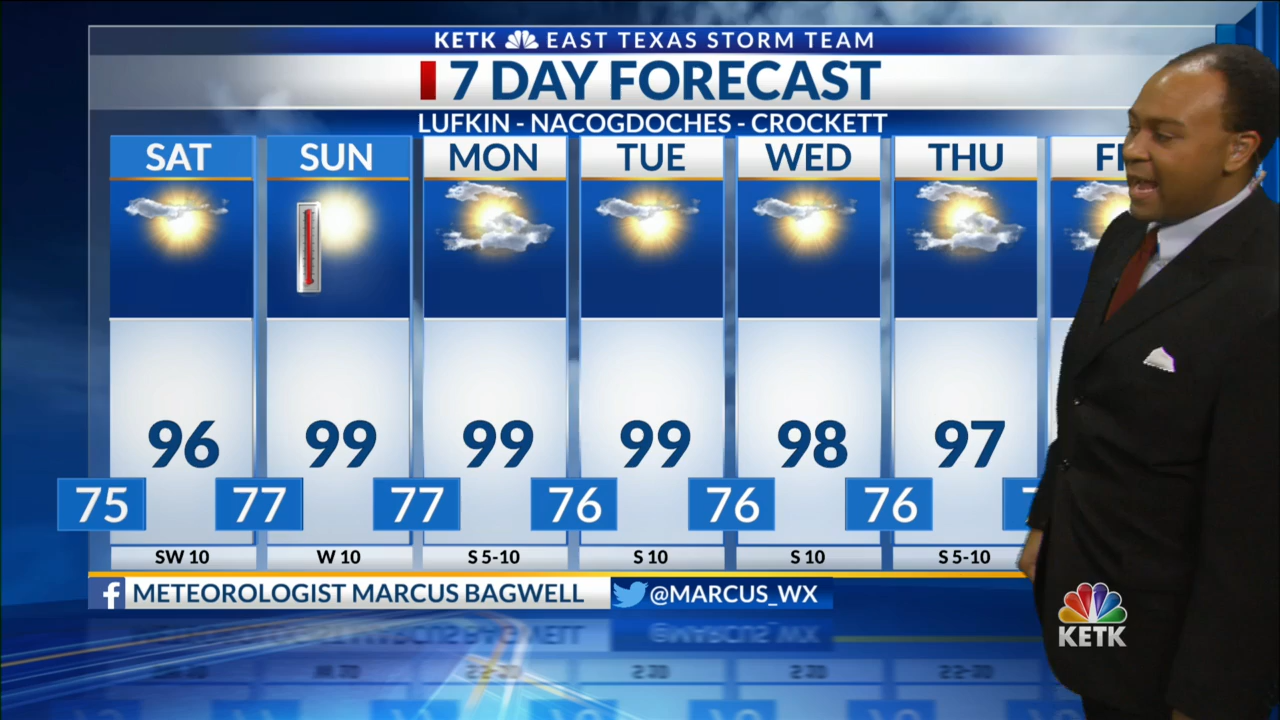 KETK EAST TEXAS STORM TEAM
7 DAY FORECAST
LUFKIN - NACOGDOCHES - CROCKETT
SAT SUN MON TUE WED THU
96 99 99 99 98 97
75 77 77 76 76 76
SW 10 W 10 S 5-10 S 10 S 10 S 5-10
METEOROLOGIST MARCUS BAGWELL @MARCUS_WX
KETK